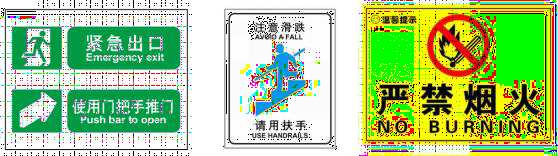 紧急出口
Emergency exit
使用门把手推门
Push bar to open
注意滑跌
AVOID A FALL
请用扶手
USE HANDRAILS
温馨提示
严禁烟火
NO BURNING